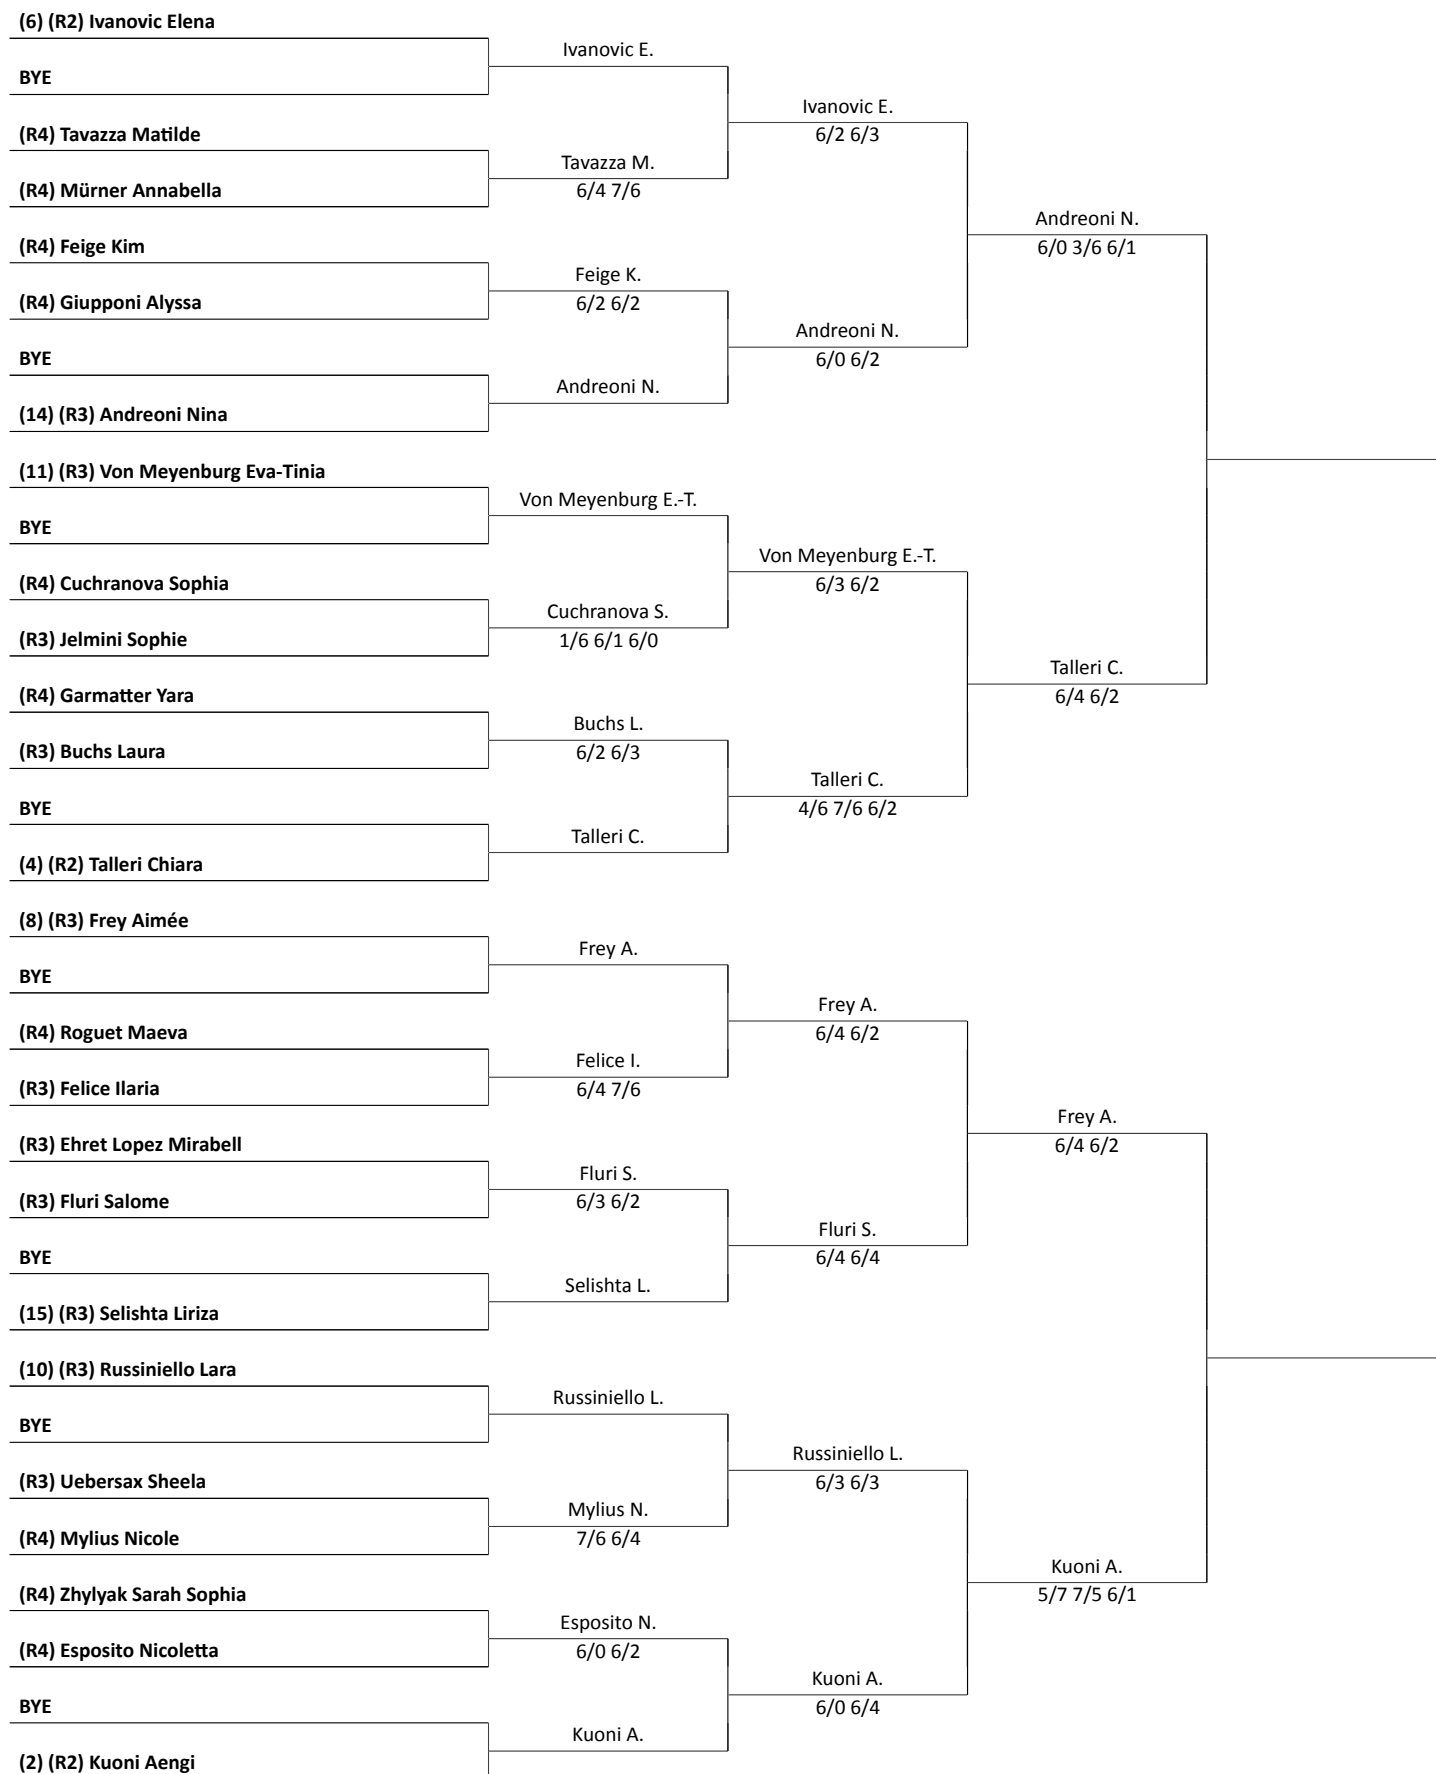 (6) (R2) Ivanovic Elena
Ivanovic E.
BYE
Ivanovic E.
(R4) Tavazza Matilde
6/2 6/3
Tavazza M.
(R4) Mürner Annabella
6/4 7/6
Andreoni N.
(R4) Feige Kim
6/0 3/6 6/1
Feige K.
(R4) Giupponi Alyssa
6/2 6/2
Andreoni N.
BYE
6/0 6/2
Andreoni N.
(14) (R3) Andreoni Nina
(11) (R3) Von Meyenburg Eva-Tinia
Von Meyenburg E.-T.
BYE
Von Meyenburg E.-T.
(R4) Cuchranova Sophia
6/3 6/2
Cuchranova S.
(R3) Jelmini Sophie
1/6 6/1 6/0
Talleri C.
(R4) Garmatter Yara
6/4 6/2
Buchs L.
(R3) Buchs Laura
6/2 6/3
Talleri C.
BYE
4/6 7/6 6/2
Talleri C.
(4) (R2) Talleri Chiara
(8) (R3) Frey Aimée
Frey A.
BYE
Frey A.
(R4) Roguet Maeva
6/4 6/2
Felice I.
(R3) Felice Ilaria
6/4 7/6
Frey A.
(R3) Ehret Lopez Mirabell
6/4 6/2
Fluri S.
(R3) Fluri Salome
6/3 6/2
Fluri S.
BYE
6/4 6/4
Selishta L.
(15) (R3) Selishta Liriza
(10) (R3) Russiniello Lara
Russiniello L.
BYE
Russiniello L.
(R3) Uebersax Sheela
6/3 6/3
Mylius N.
(R4) Mylius Nicole
7/6 6/4
Kuoni A.
(R4) Zhylyak Sarah Sophia
5/7 7/5 6/1
Esposito N.
(R4) Esposito Nicoletta
6/0 6/2
Kuoni A.
BYE
6/0 6/4
Kuoni A.
(2) (R2) Kuoni Aengi